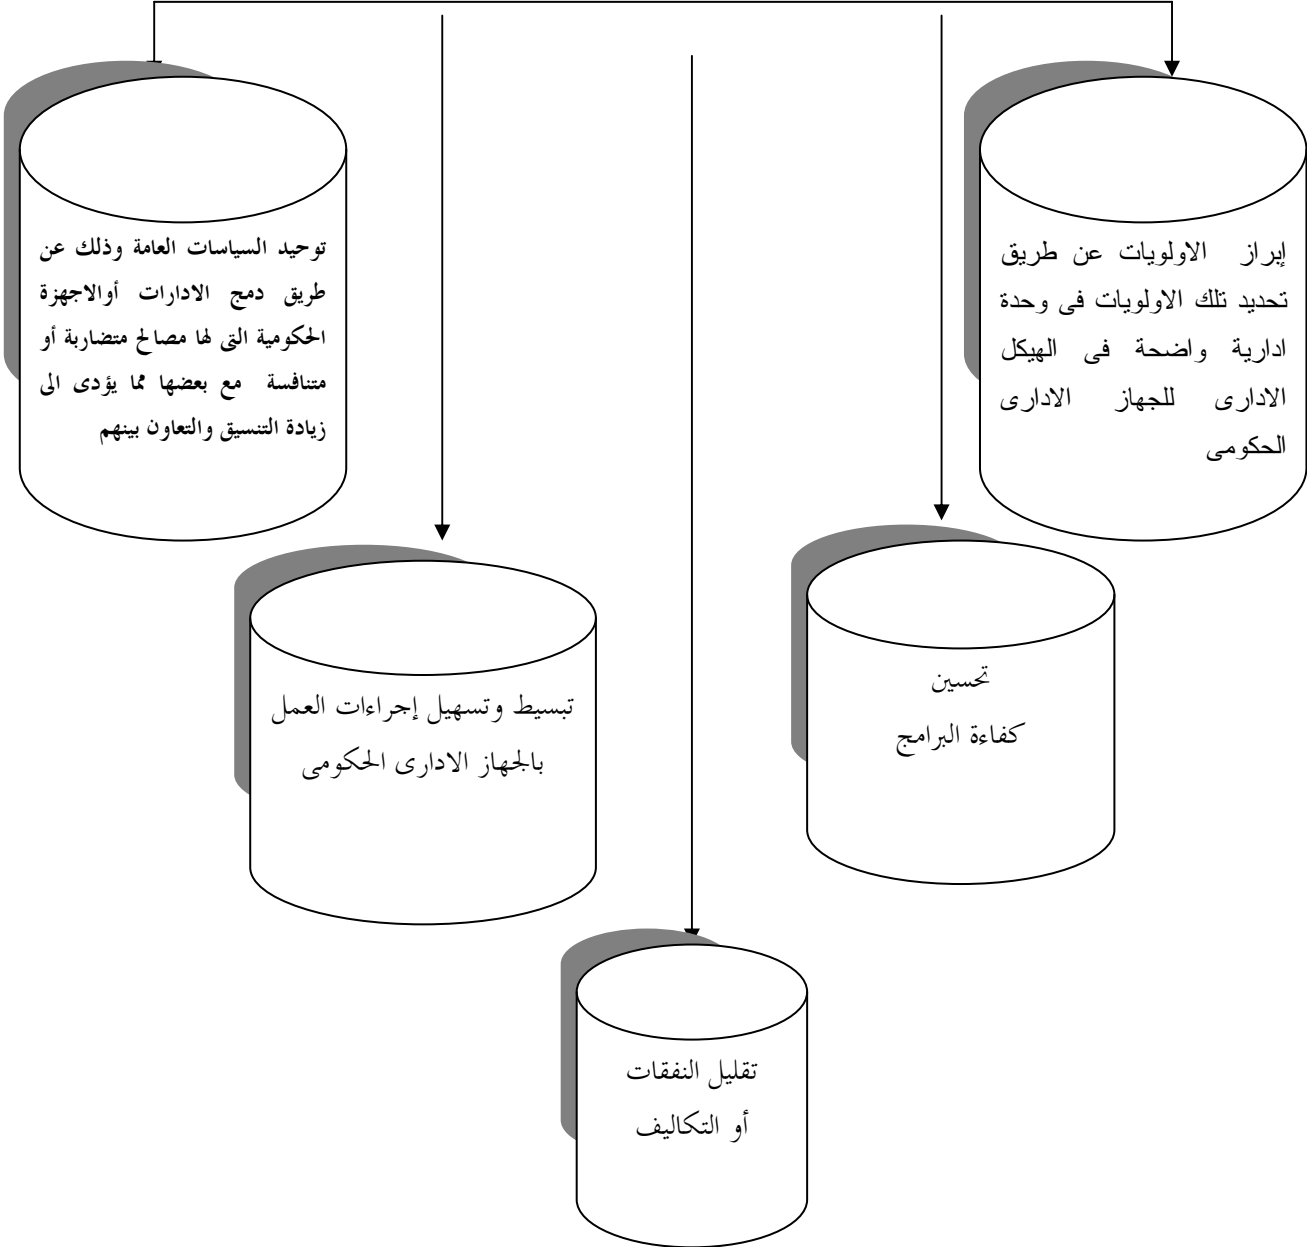 إبراز الاولويات عن طريق
تحديد تلك الاولويات فى وحدة
ادارية واضحة فى الهيكل
الادارى للجهاز الادارى
الحكومى
توحيد السياسات العامة وذلك عن
طريق دمج الادارات أوالاجهزة
الحكومية التى لها مصالح متضاربة أو
متنافسة مع بعضها مما يؤدى الى
زيادة التنسيق والتعاون بينهم
تحسين
كفاءة البرامج
تبسيط وتسهيل إجراءات العمل
بالجهاز الادارى الحكومى
تقليل النفقات
أو التكاليف